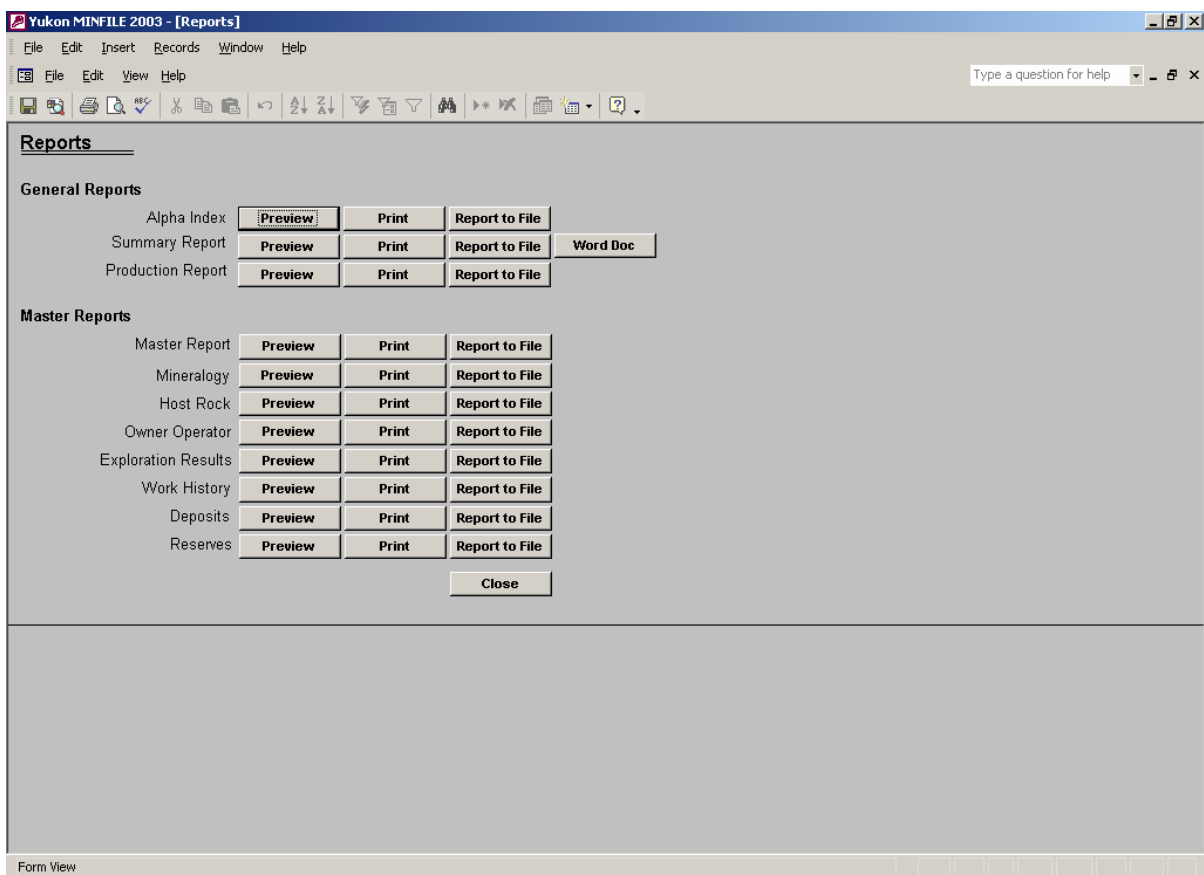 Yukon MINFILE 2003 - [Reports]
File Edit Insert Records Window Help
File Edit View Help Type a question for help
Reports
General Reports
Alpha Index Preview Print Report to File
Summary Report Preview Print Report to File Word Doc
Production Report Preview Print Report to File
Master Reports
Master Report Preview Print Report to File
Mineralogy Preview Print Report to File
Host Rock Preview Print Report to File
Owner Operator Preview Print Report to File
Exploration Results Preview Print Report to File
Work History Preview Print Report to File
Deposits Preview Print Report to File
Reserves Preview Print Report to File
Close
Form View